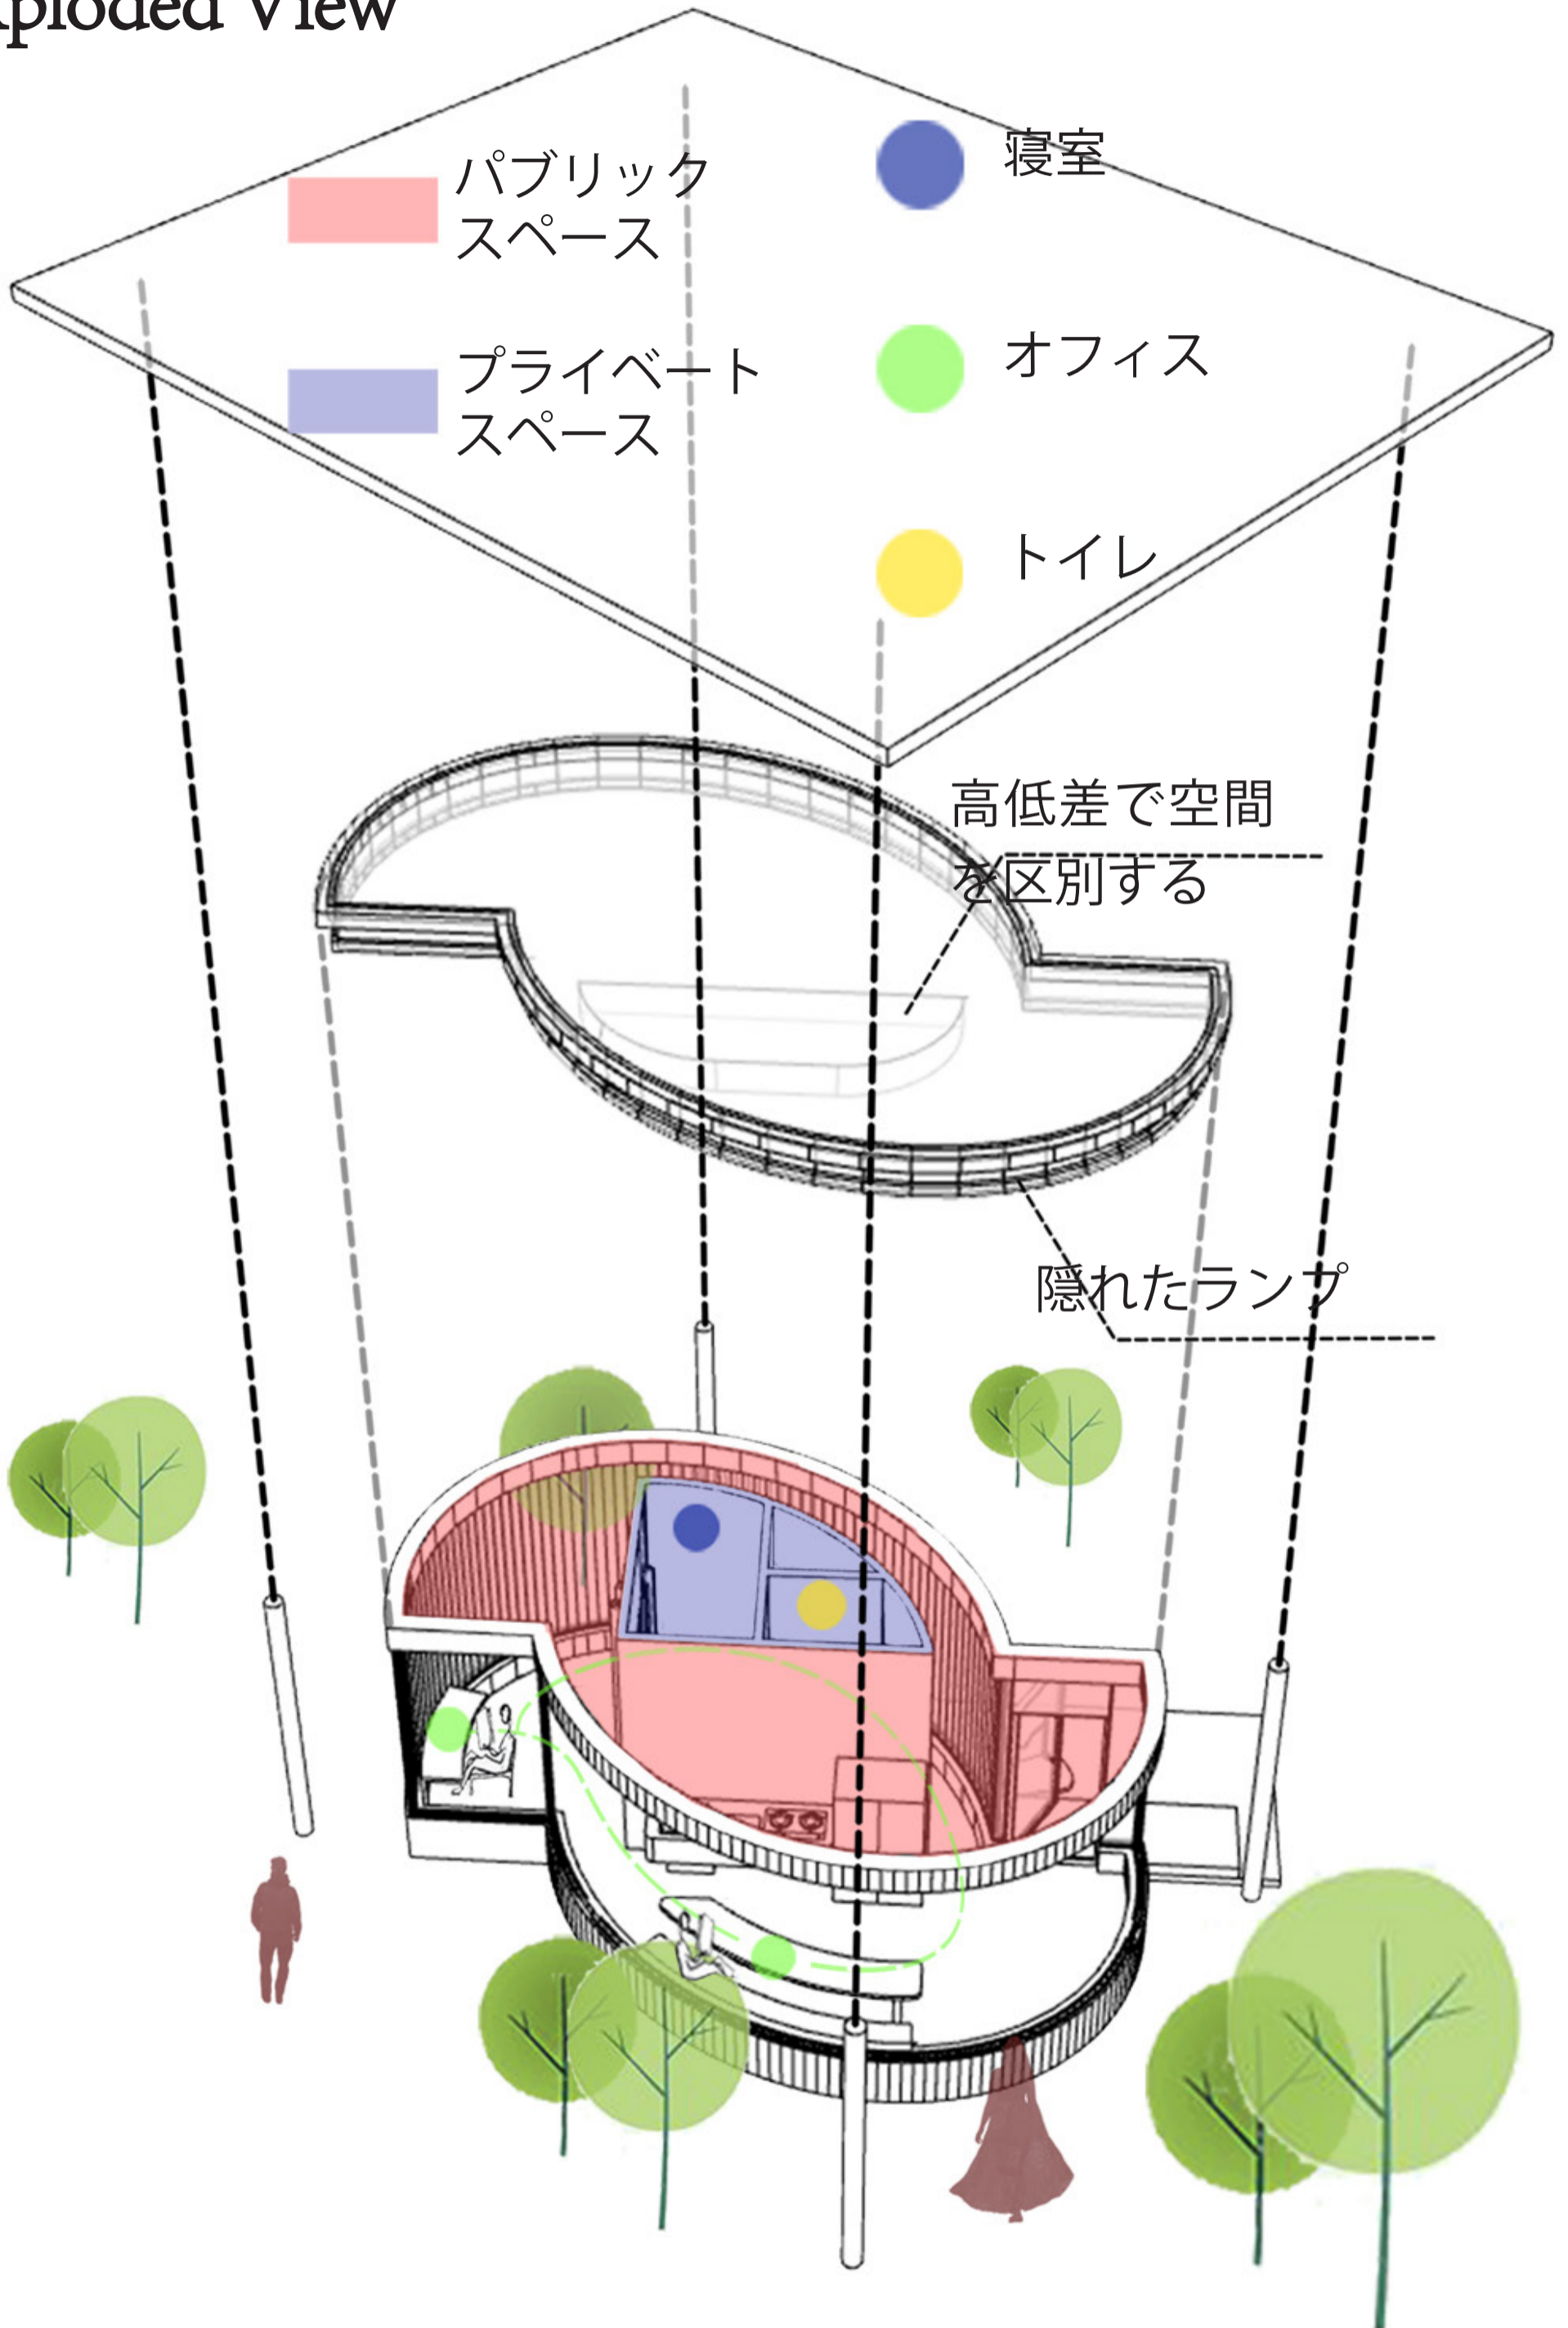 ploded View
パブリック
スペース
プライベート
スペース
寝室
オフィス
トイレ
高低差で空間
を区別する
隠れたランプ